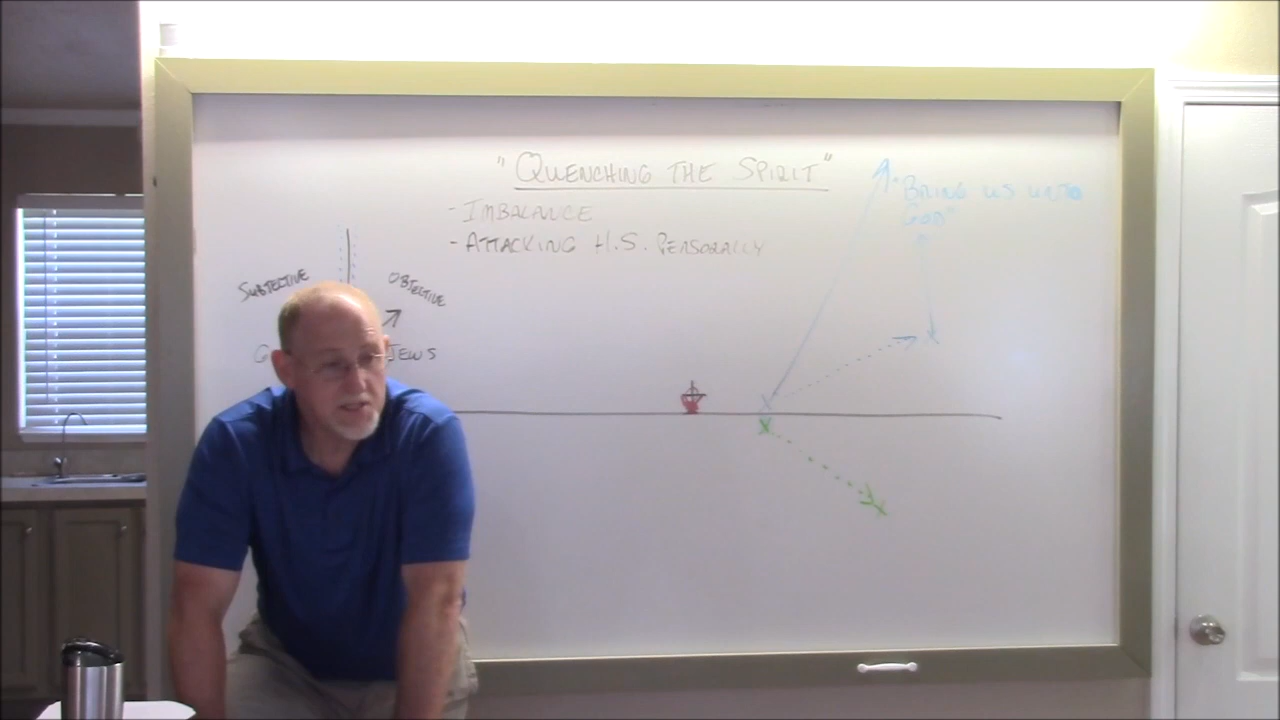 "QUENCHING THE SPIRIT"
- IMBALANCE
- ATTACKING H.S. PERSONALLY
"BRING US UNTO
GOD"
SUBJECTIVE
OBJECTIVE
JEWS